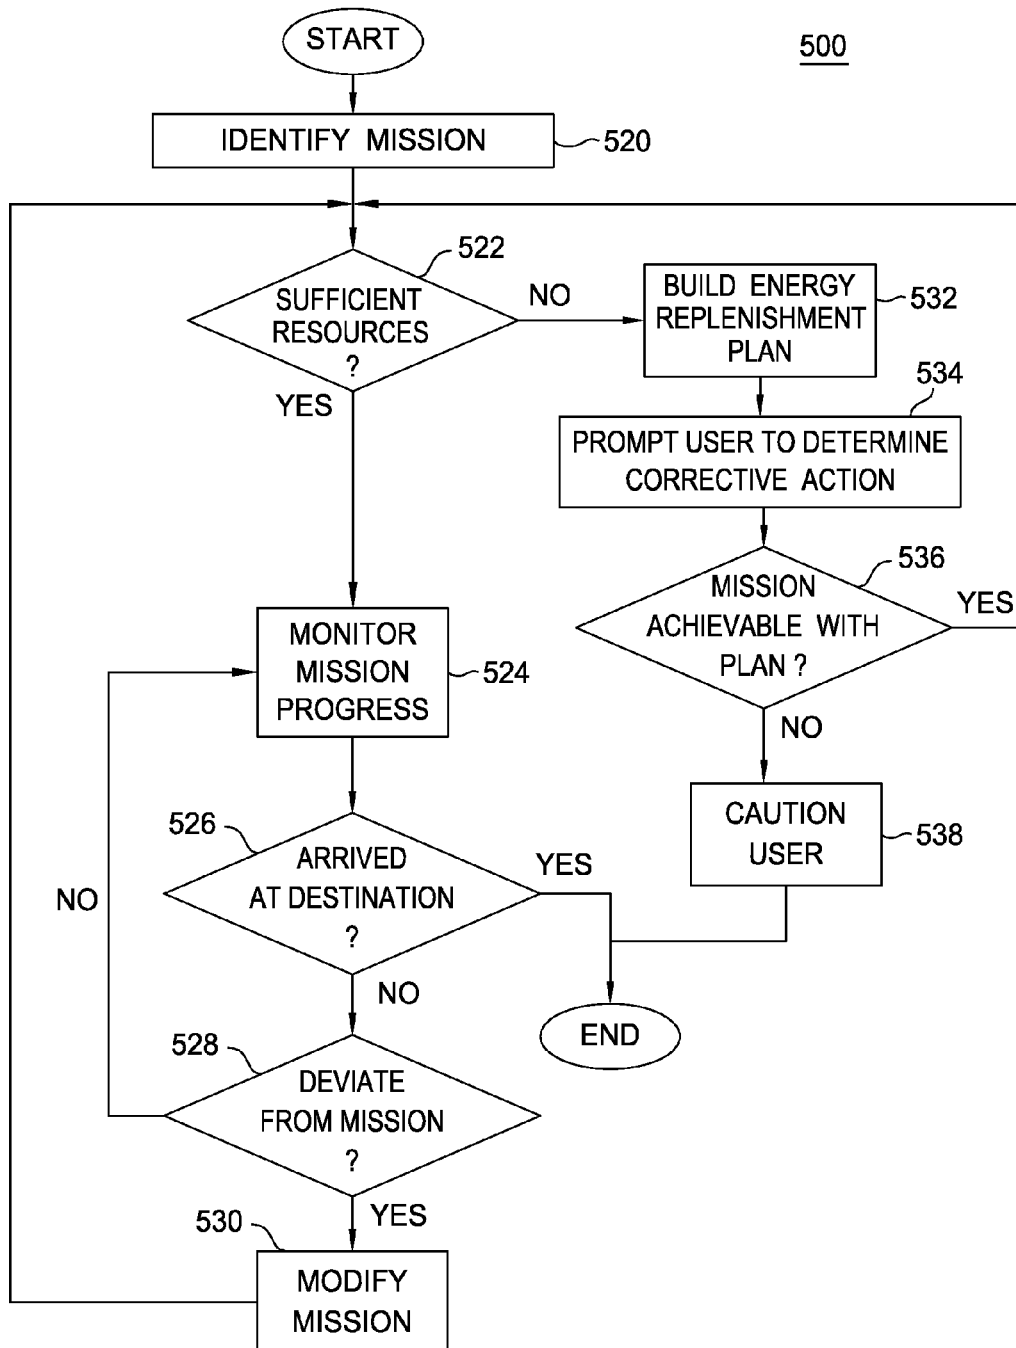 START
500
IDENTIFY MISSION
520
522
SUFFICIENT
RESOURCES
?
NO
YES
BUILD ENERGY
REPLENISHMENT
PLAN
532
534
PROMPT USER TO DETERMINE
CORRECTIVE ACTION
536
MISSION
ACHIEVABLE WITH
PLAN ?
YES
NO
MONITOR
MISSION
PROGRESS
524
CAUTION
USER
538
526
ARRIVED
AT DESTINATION
?
YES
NO
NO
END
528
DEVIATE
FROM MISSION
?
YES
530
MODIFY
MISSION